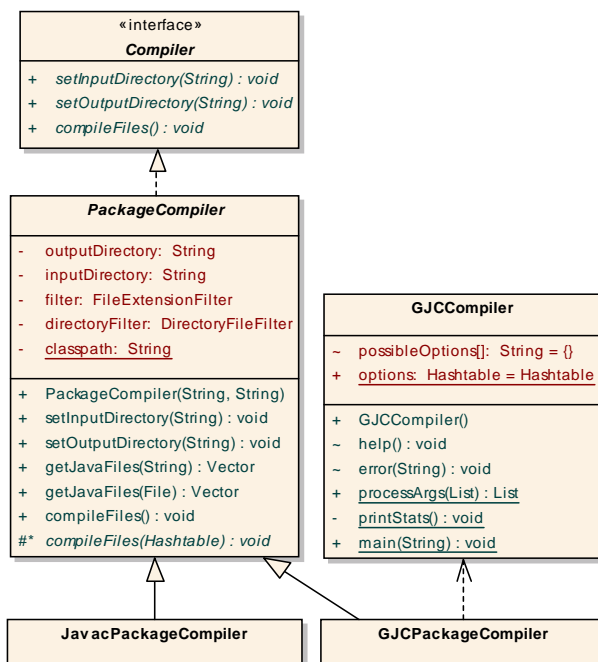 «interface»
Compiler
+ setInputDirectory(String) : void
+ setOutputDirectory(String) : void
+ compileFiles() : void
PackageCompiler
- outputDirectory: String
- inputDirectory: String
- filter: FileExtensionFilter
- directoryFilter: DirectoryFileFilter
- classpath: String
+ PackageCompiler(String, String)
+ setInputDirectory(String) : void
+ setOutputDirectory(String) : void
+ getJavaFiles(String) : Vector
+ getJavaFiles(File) : Vector
+ compileFiles() : void
#* compileFiles(Hashtable) : void
GJCCompiler
~ possibleOptions[]: String = {}
+ options: Hashtable = Hashtable
+ GJCCompiler()
~ help() : void
~ error(String) : void
+ processArgs(List) : List
- printStats() : void
+ main(String) : void
JavacPackageCompiler
GJCPackageCompiler